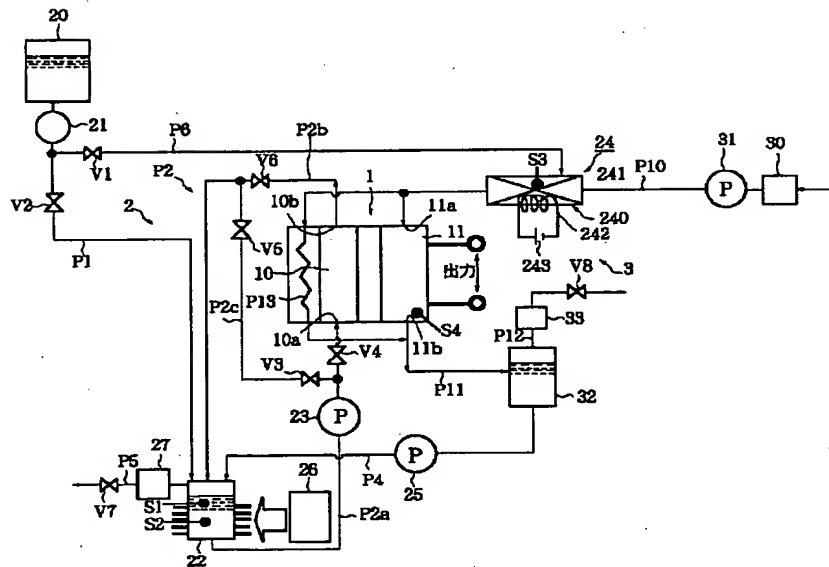 20
21
P6
P2b
V1
V6
P2
V2
2
P1
V5
P2c
10b
1
11a
11
10
P13
10a
11b
S4
出力
V4
V3
23
P
S3
24
241
240
242
243
P10
31
P
30
3
V8
33
P12
32
P11
P4
P
25
P5
27
V7
S1
S2
22
26
P2a